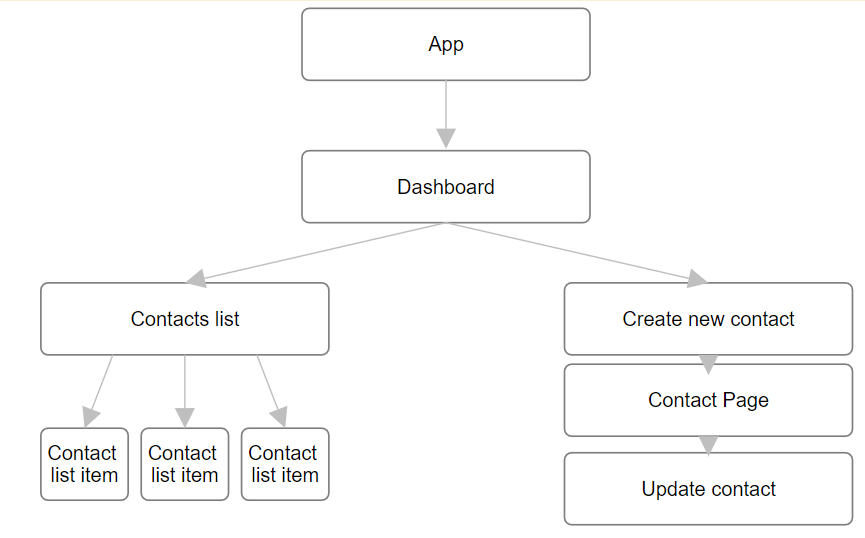 App
Dashboard
Contacts list
Create new contact
Contact Page
Contact
list item
Contact
list item
Contact
list item
Update contact